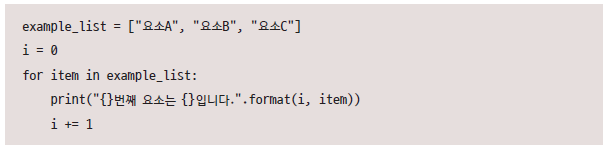 example_list = ["요소A", "요소B", "요소C"]
i = 0
for item in example_list:
    print("{}번째 요소는 {}입니다.".format(i, item))
    i += 1